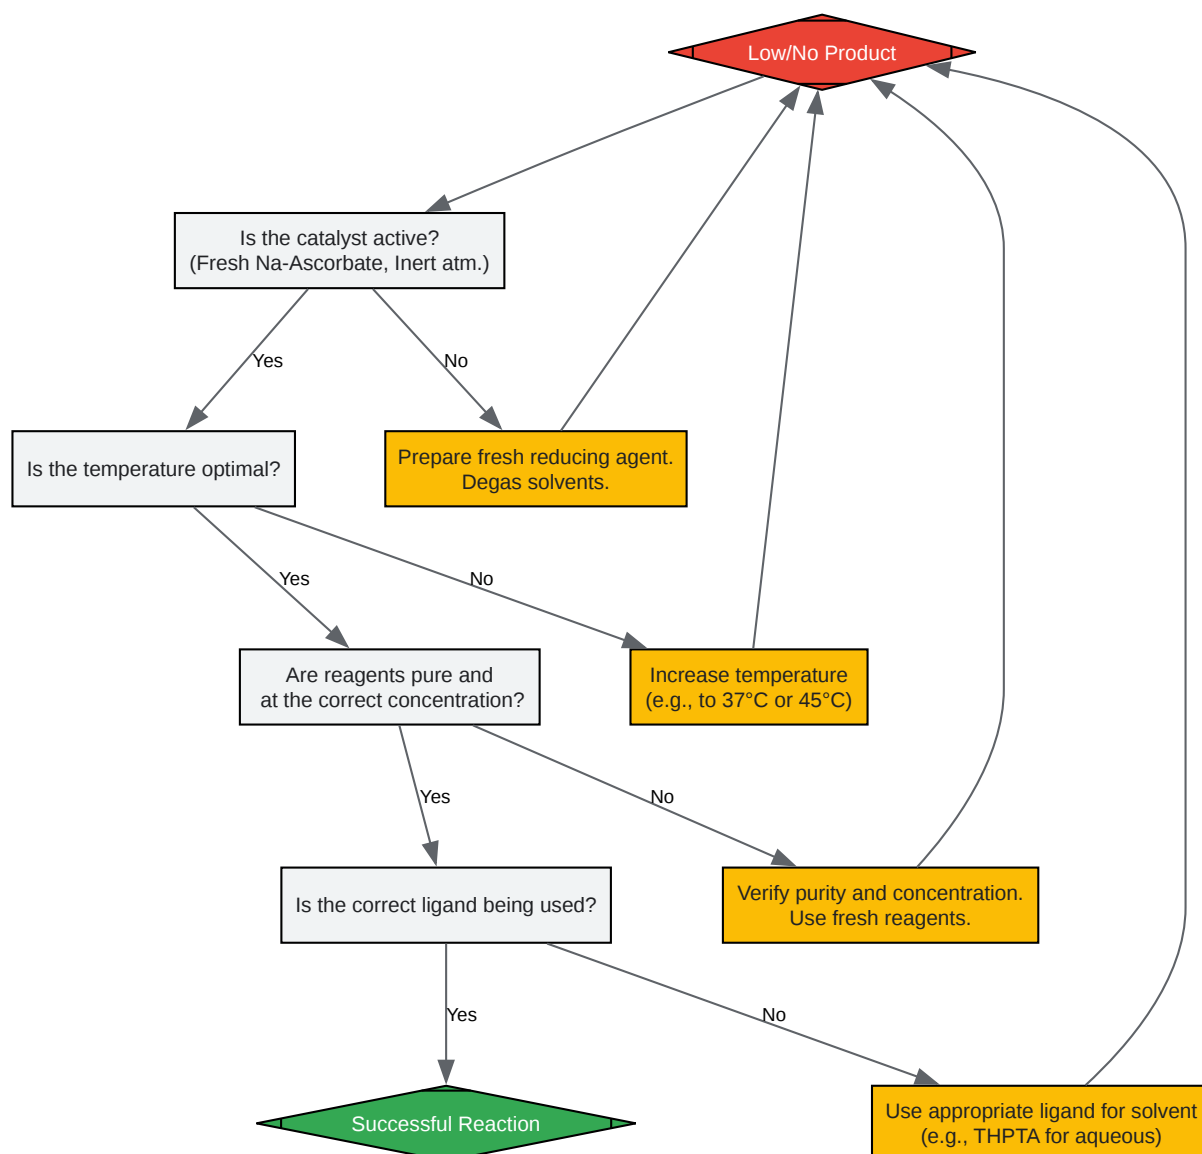 Low/No Product
Is the catalyst active?
(Fresh Na-Ascorbate, Inert atm.)
Yes
No
Is the temperature optimal?
Prepare fresh reducing agent.
Degas solvents.
Yes
No
Are reagents pure and
at the correct concentration?
Increase temperature
(e.g., to 37°C or 45°C)
Yes
No
Is the correct ligand being used?
Verify purity and concentration.
Use fresh reagents.
Yes
No
Successful Reaction
Use appropriate ligand for solvent
(e.g., THPTA for aqueous)